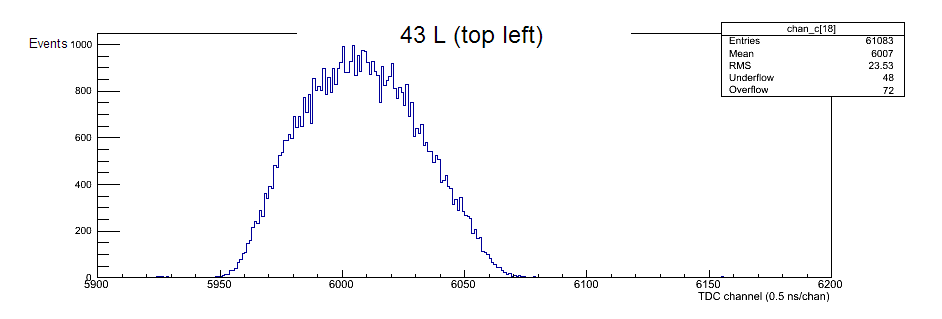 43 L (top left)
chan_c[18]
Entries 61083
Mean 6007
RMS 23.53
Underflow 48
Overflow 72
Events
1000
800
600
400
200
0
5900 5950 6000 6050 6100 6150 6200
TDC channel (0.5 ns/chan)